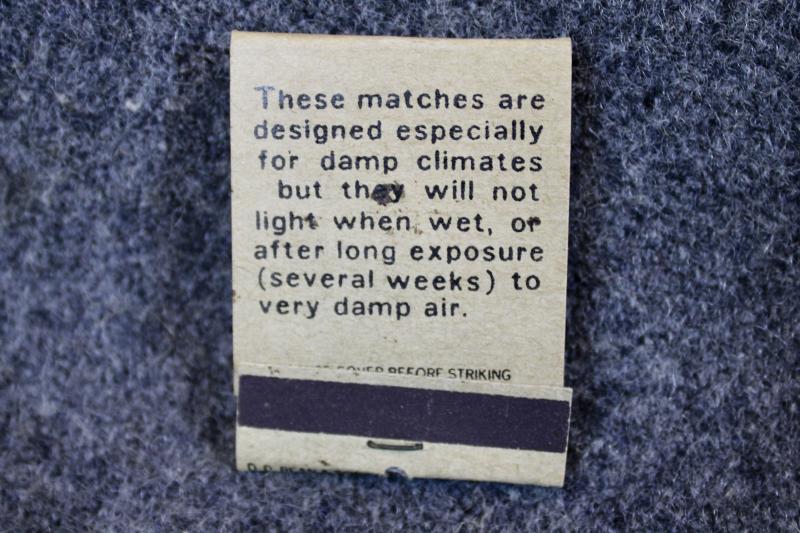 These matches are
designed especially
for damp climates
but they will not
light when wet, or
after long exposure
(several weeks) to
very damp air.
COVER BEFORE STRIKING